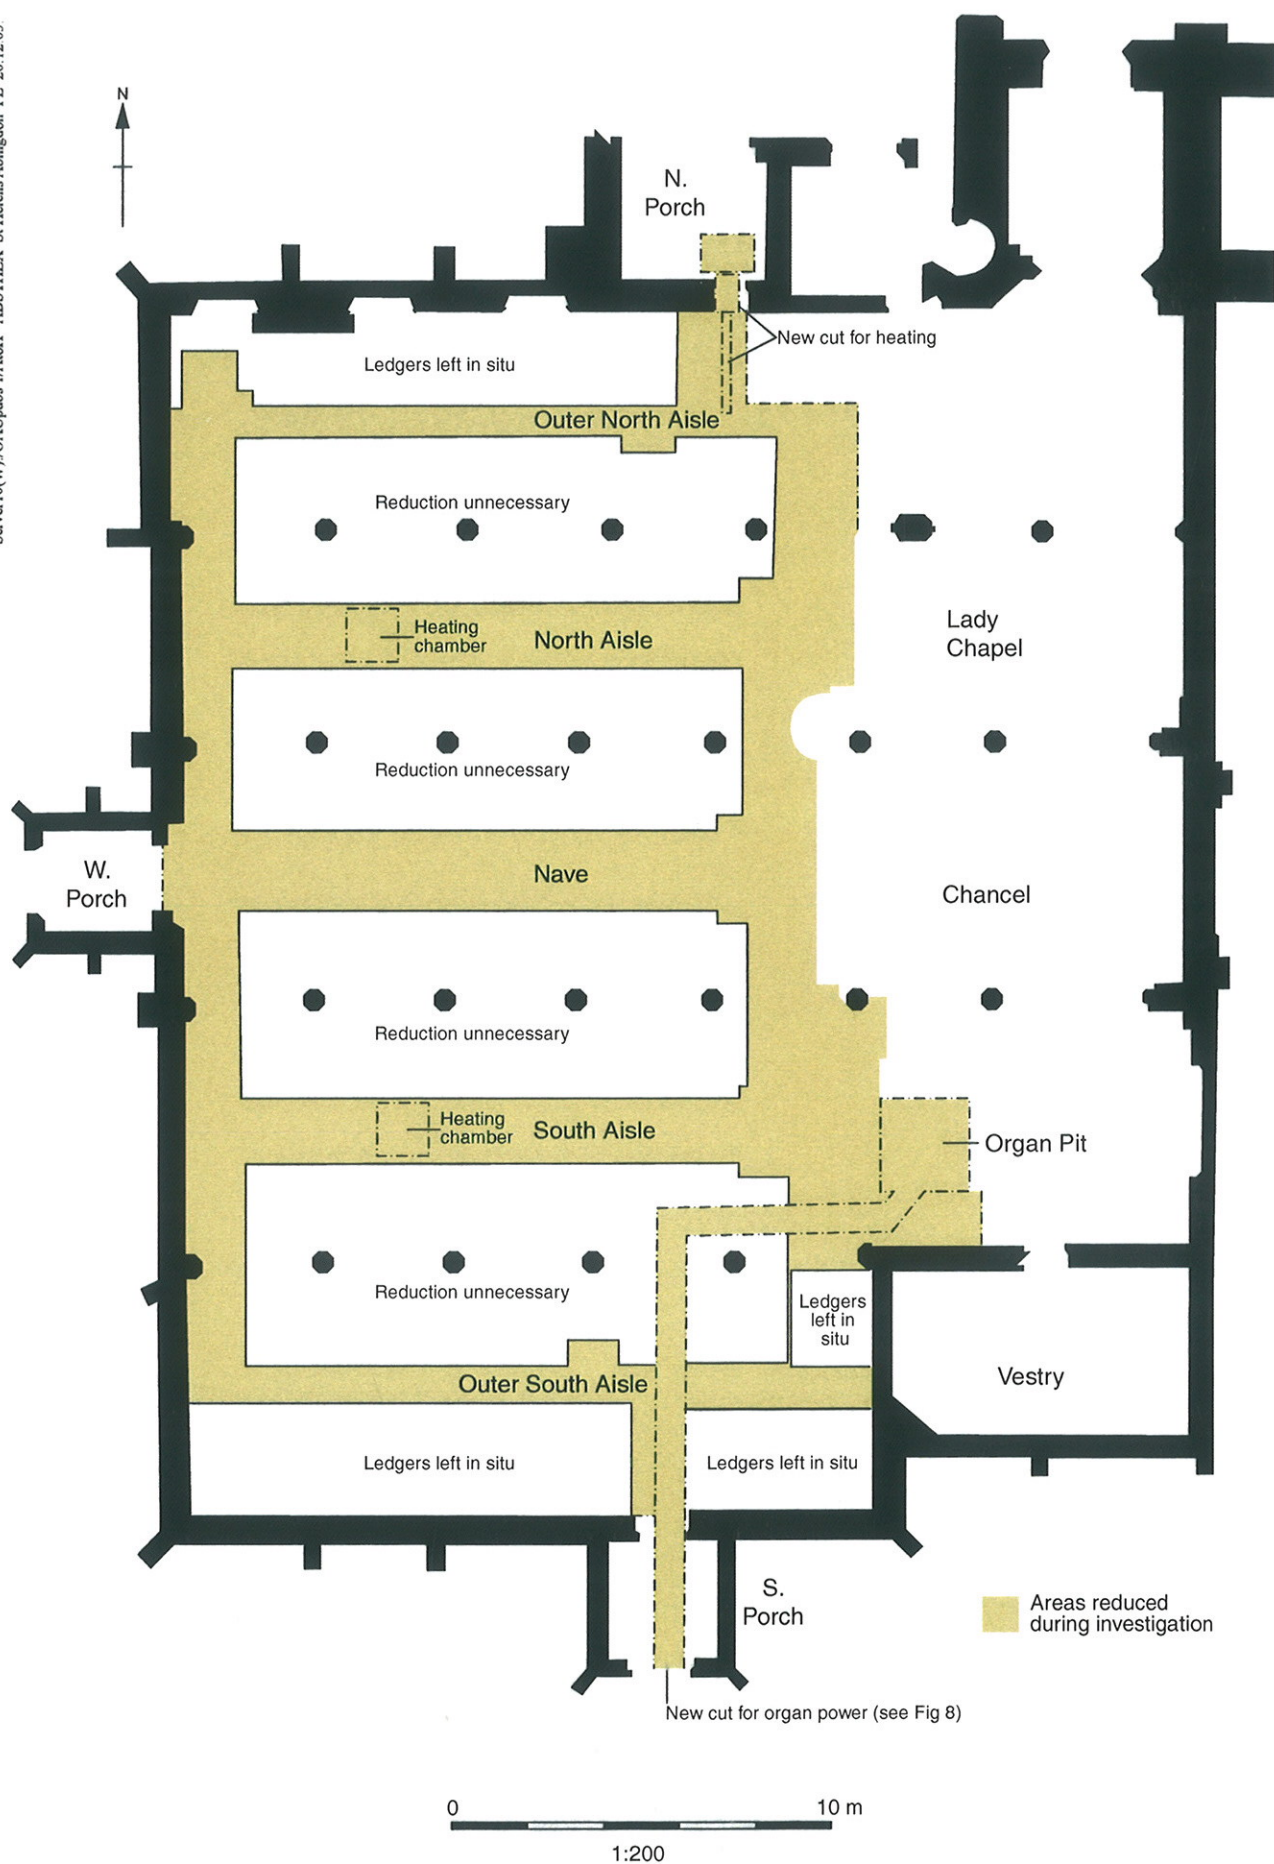 N
N.
Porch
New cut for heating
Ledgers left in situ
Outer North Aisle
Reduction unnecessary
Heating
chamber
North Aisle
Lady
Chapel
Reduction unnecessary
W.
Porch
Nave
Chancel
Reduction unnecessary
Heating
chamber
South Aisle
Organ Pit
Reduction unnecessary
Ledgers
left in
situ
Vestry
Outer South Aisle
Ledgers left in situ
Ledgers left in situ
S.
Porch
Areas reduced
during investigation
New cut for organ power (see Fig 8)
0
10 m
1:200